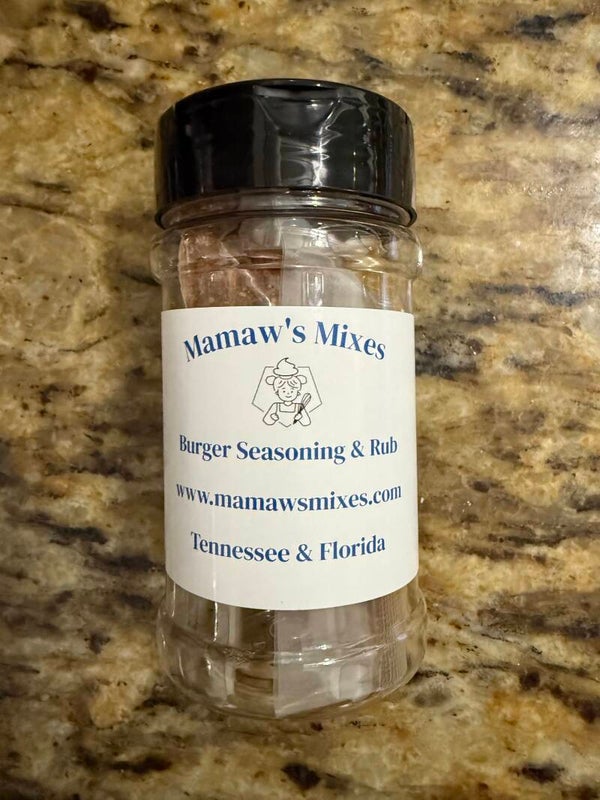 Mamaw's Mixes
Burger Seasoning & Rub
www.mamawsmixes.com
Tennessee & Florida